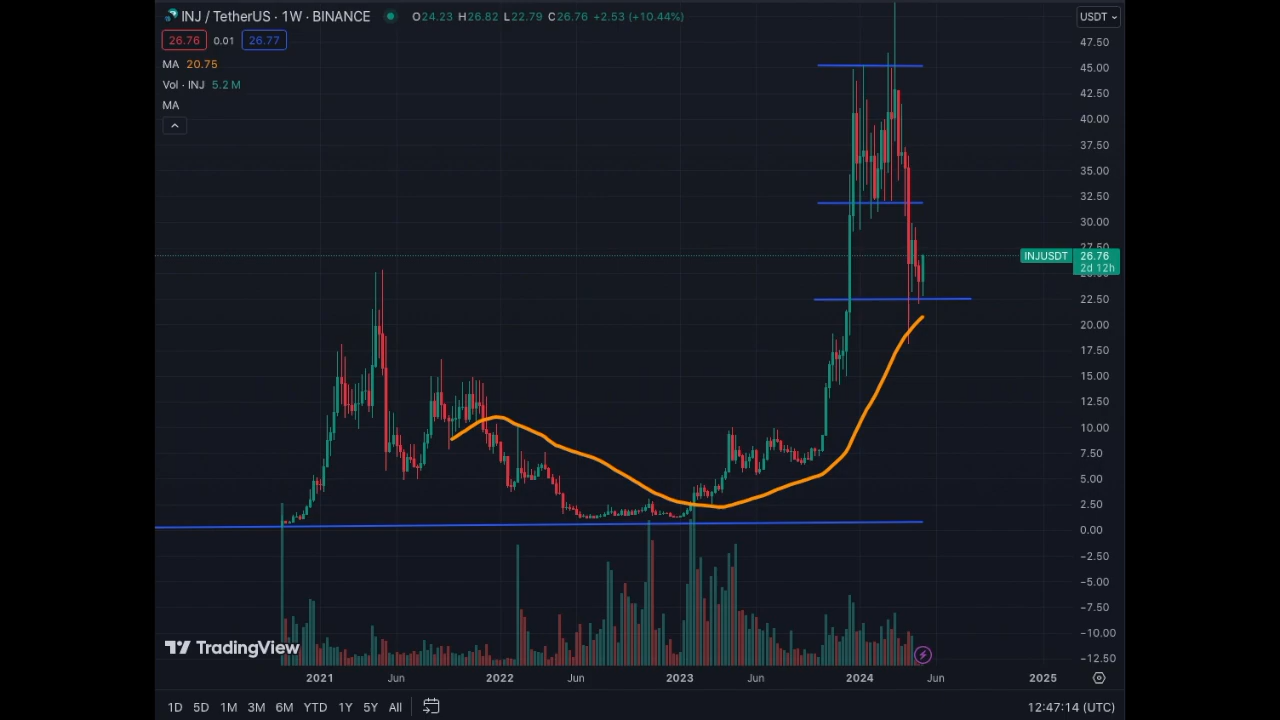 INJ / TetherUS · 1W · BINANCE O24.23 H26.82 L22.79 C26.76 +2.53 (+10.44%) USDT
26.76 0.01 26.77
MA 20.75
Vol · INJ 5.2 M
MA
47.50
45.00
42.50
40.00
37.50
35.00
32.50
30.00
27.50
INJUSDT 26.76
2d 12h
25.00
22.50
20.00
17.50
15.00
12.50
10.00
7.50
5.00
2.50
0.00
−2.50
−5.00
−7.50
−10.00
−12.50
TradingView
2021 Jun 2022 Jun 2023 Jun 2024 Jun 2025
1D 5D 1M 3M 6M YTD 1Y 5Y All 12:47:14 (UTC)